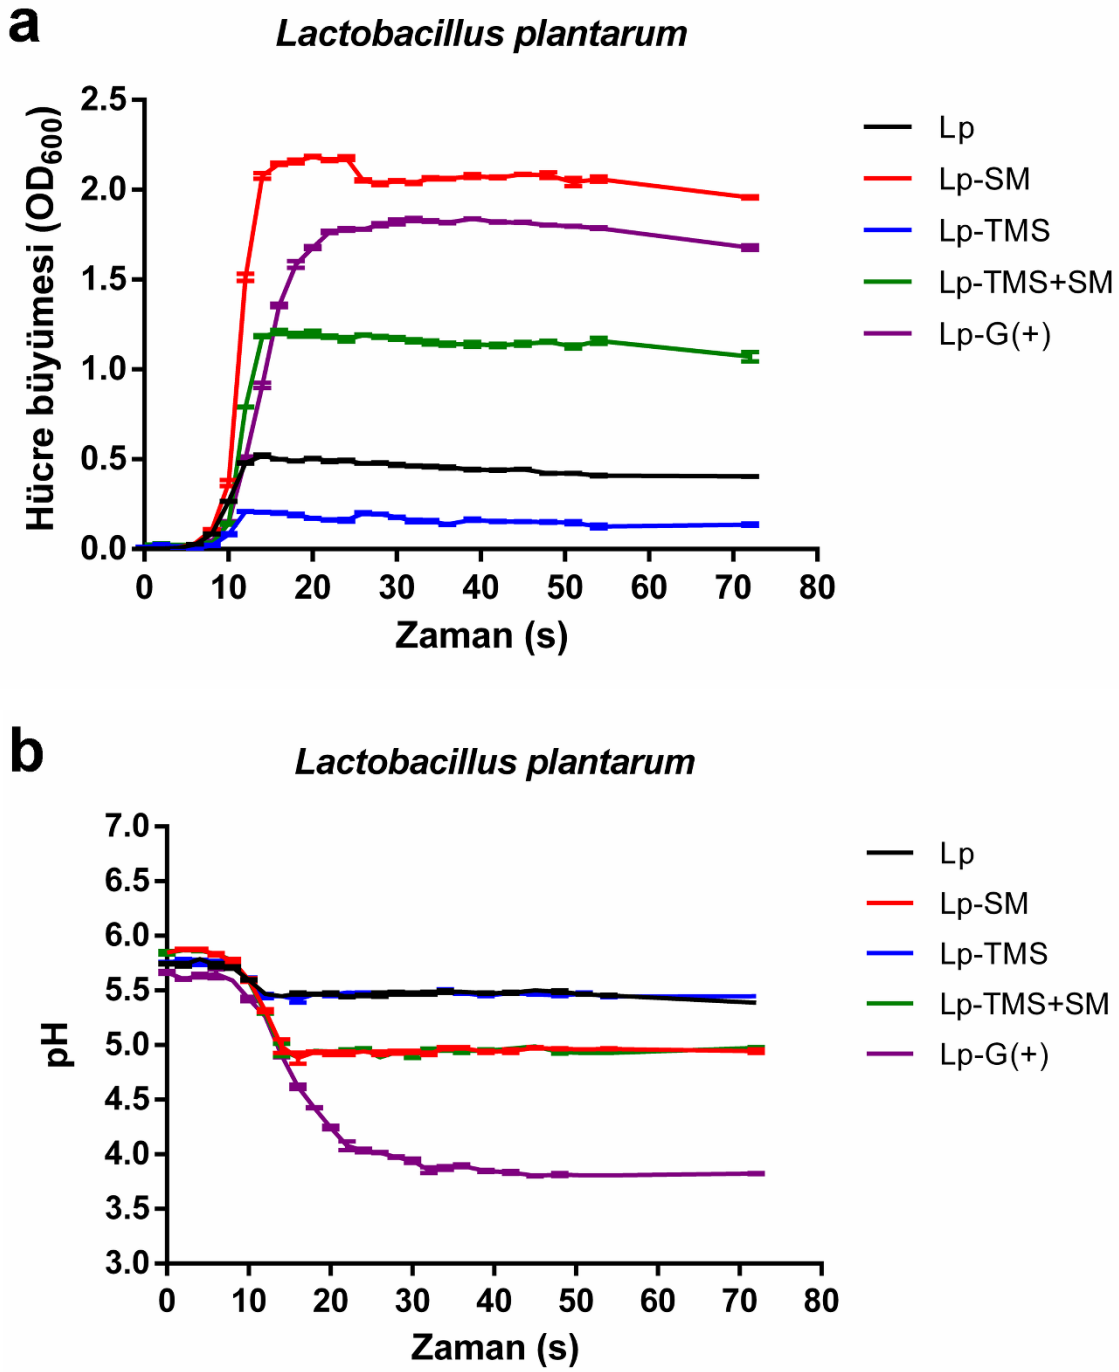 a
Lactobacillus plantarum
Hücre büyümesi (OD600)
2.5
2.0
1.5
1.0
0.5
0.0
0 10 20 30 40 50 60 70 80
Zaman (s)
Lp
Lp-SM
Lp-TMS
Lp-TMS+SM
Lp-G(+)
b
Lactobacillus plantarum
pH
7.0
6.5
6.0
5.5
5.0
4.5
4.0
3.5
3.0
0 10 20 30 40 50 60 70 80
Zaman (s)
Lp
Lp-SM
Lp-TMS
Lp-TMS+SM
Lp-G(+)